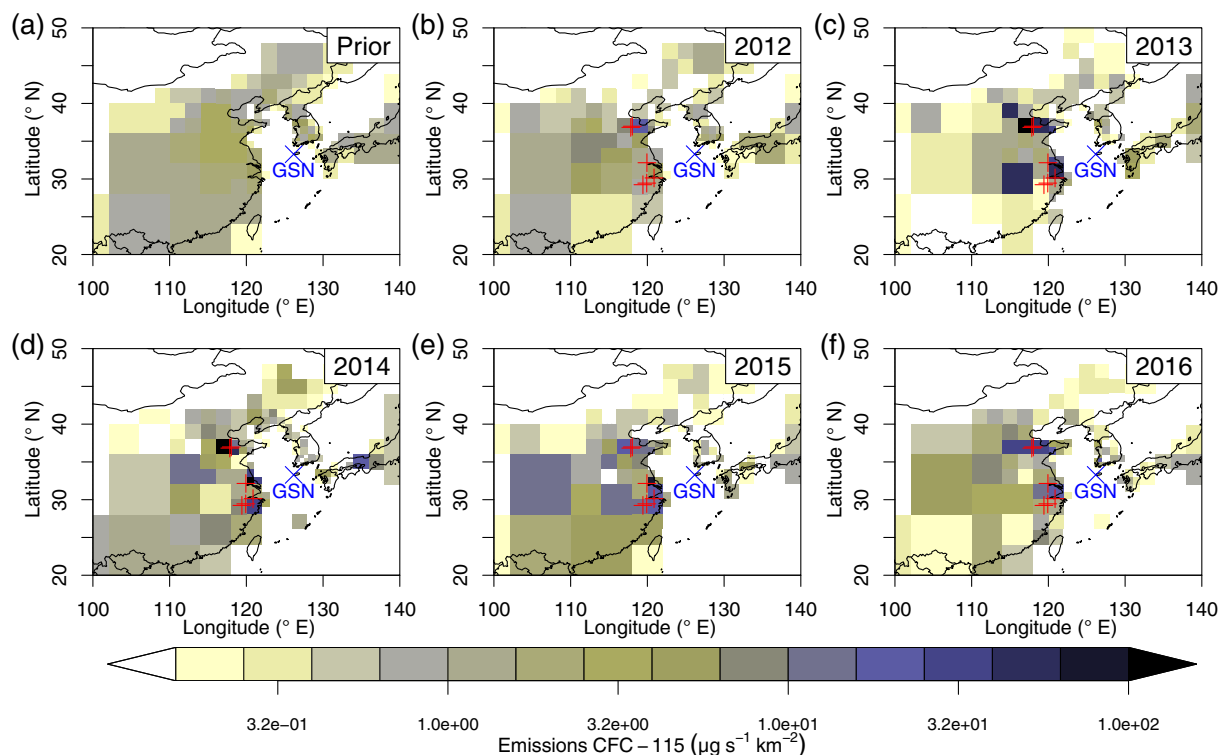 (a) Prior
50
40
30
20
Latitude (° N)
GSN
100 110 120 130 140
Longitude (° E)
(b) 2012
50
40
30
20
Latitude (° N)
GSN
100 110 120 130 140
Longitude (° E)
(c) 2013
50
40
30
20
Latitude (° N)
GSN
100 110 120 130 140
Longitude (° E)
(d) 2014
50
40
30
20
Latitude (° N)
GSN
100 110 120 130 140
Longitude (° E)
(e) 2015
50
40
30
20
Latitude (° N)
GSN
100 110 120 130 140
Longitude (° E)
(f) 2016
50
40
30
20
Latitude (° N)
GSN
100 110 120 130 140
Longitude (° E)
3.2e−01 1.0e+00 3.2e+00 1.0e+01 3.2e+01 1.0e+02
Emissions CFC − 115 (μg s⁻¹ km⁻²)